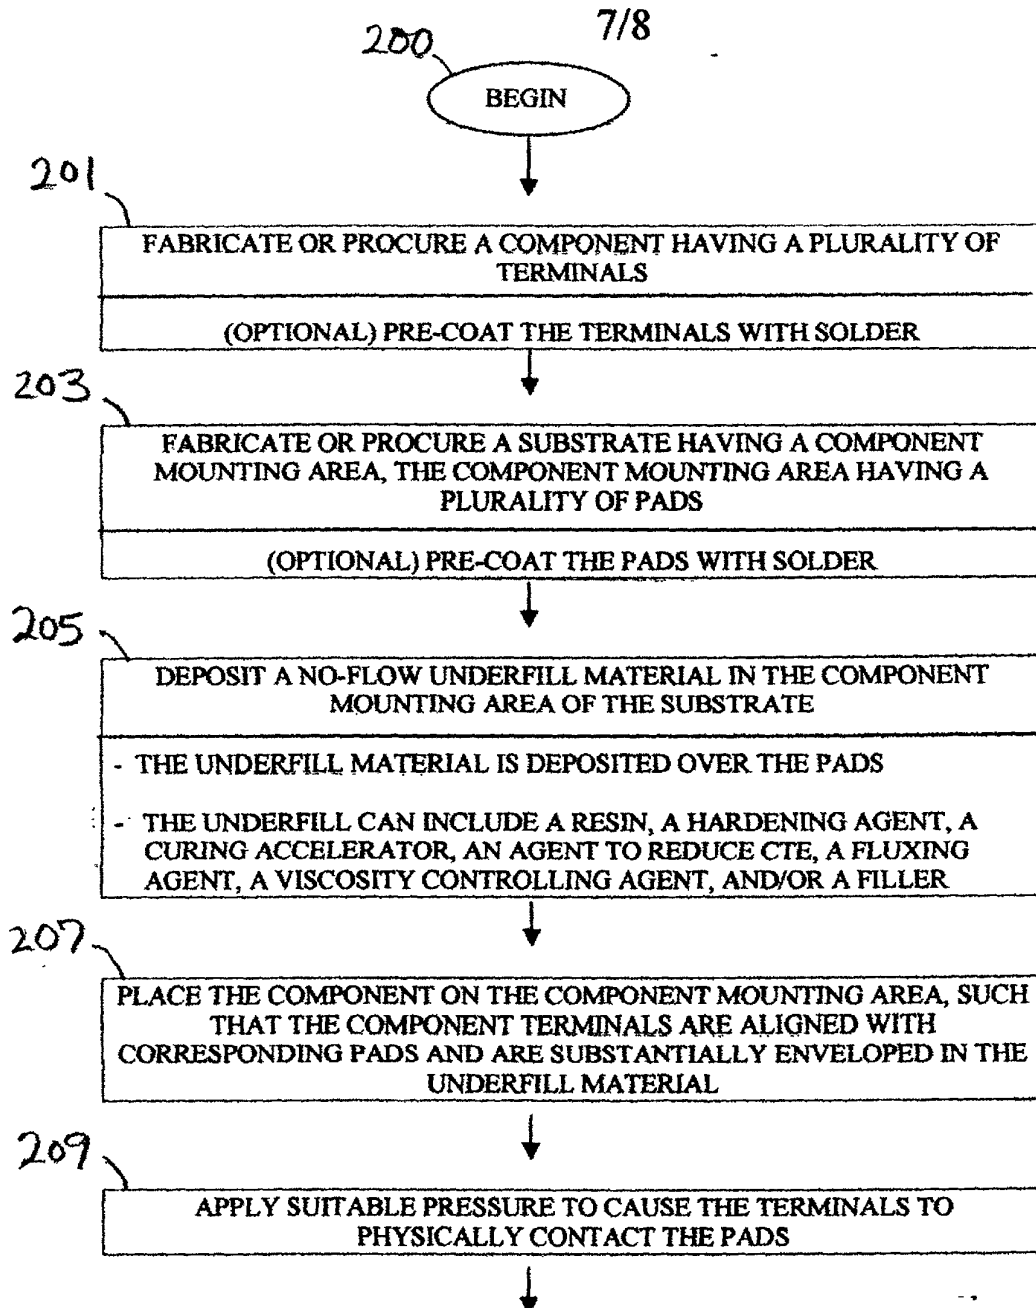 7/8
200
BEGIN
201
FABRICATE OR PROCURE A COMPONENT HAVING A PLURALITY OF
TERMINALS
(OPTIONAL) PRE-COAT THE TERMINALS WITH SOLDER
203
FABRICATE OR PROCURE A SUBSTRATE HAVING A COMPONENT
MOUNTING AREA, THE COMPONENT MOUNTING AREA HAVING A
PLURALITY OF PADS
(OPTIONAL) PRE-COAT THE PADS WITH SOLDER
205
DEPOSIT A NO-FLOW UNDERFILL MATERIAL IN THE COMPONENT
MOUNTING AREA OF THE SUBSTRATE
- THE UNDERFILL MATERIAL IS DEPOSITED OVER THE PADS
- THE UNDERFILL CAN INCLUDE A RESIN, A HARDENING AGENT, A
CURING ACCELERATOR, AN AGENT TO REDUCE CTE, A FLUXING
AGENT, A VISCOSITY CONTROLLING AGENT, AND/OR A FILLER
207
PLACE THE COMPONENT ON THE COMPONENT MOUNTING AREA, SUCH
THAT THE COMPONENT TERMINALS ARE ALIGNED WITH
CORRESPONDING PADS AND ARE SUBSTANTIALLY ENVELOPED IN THE
UNDERFILL MATERIAL
209
APPLY SUITABLE PRESSURE TO CAUSE THE TERMINALS TO
PHYSICALLY CONTACT THE PADS